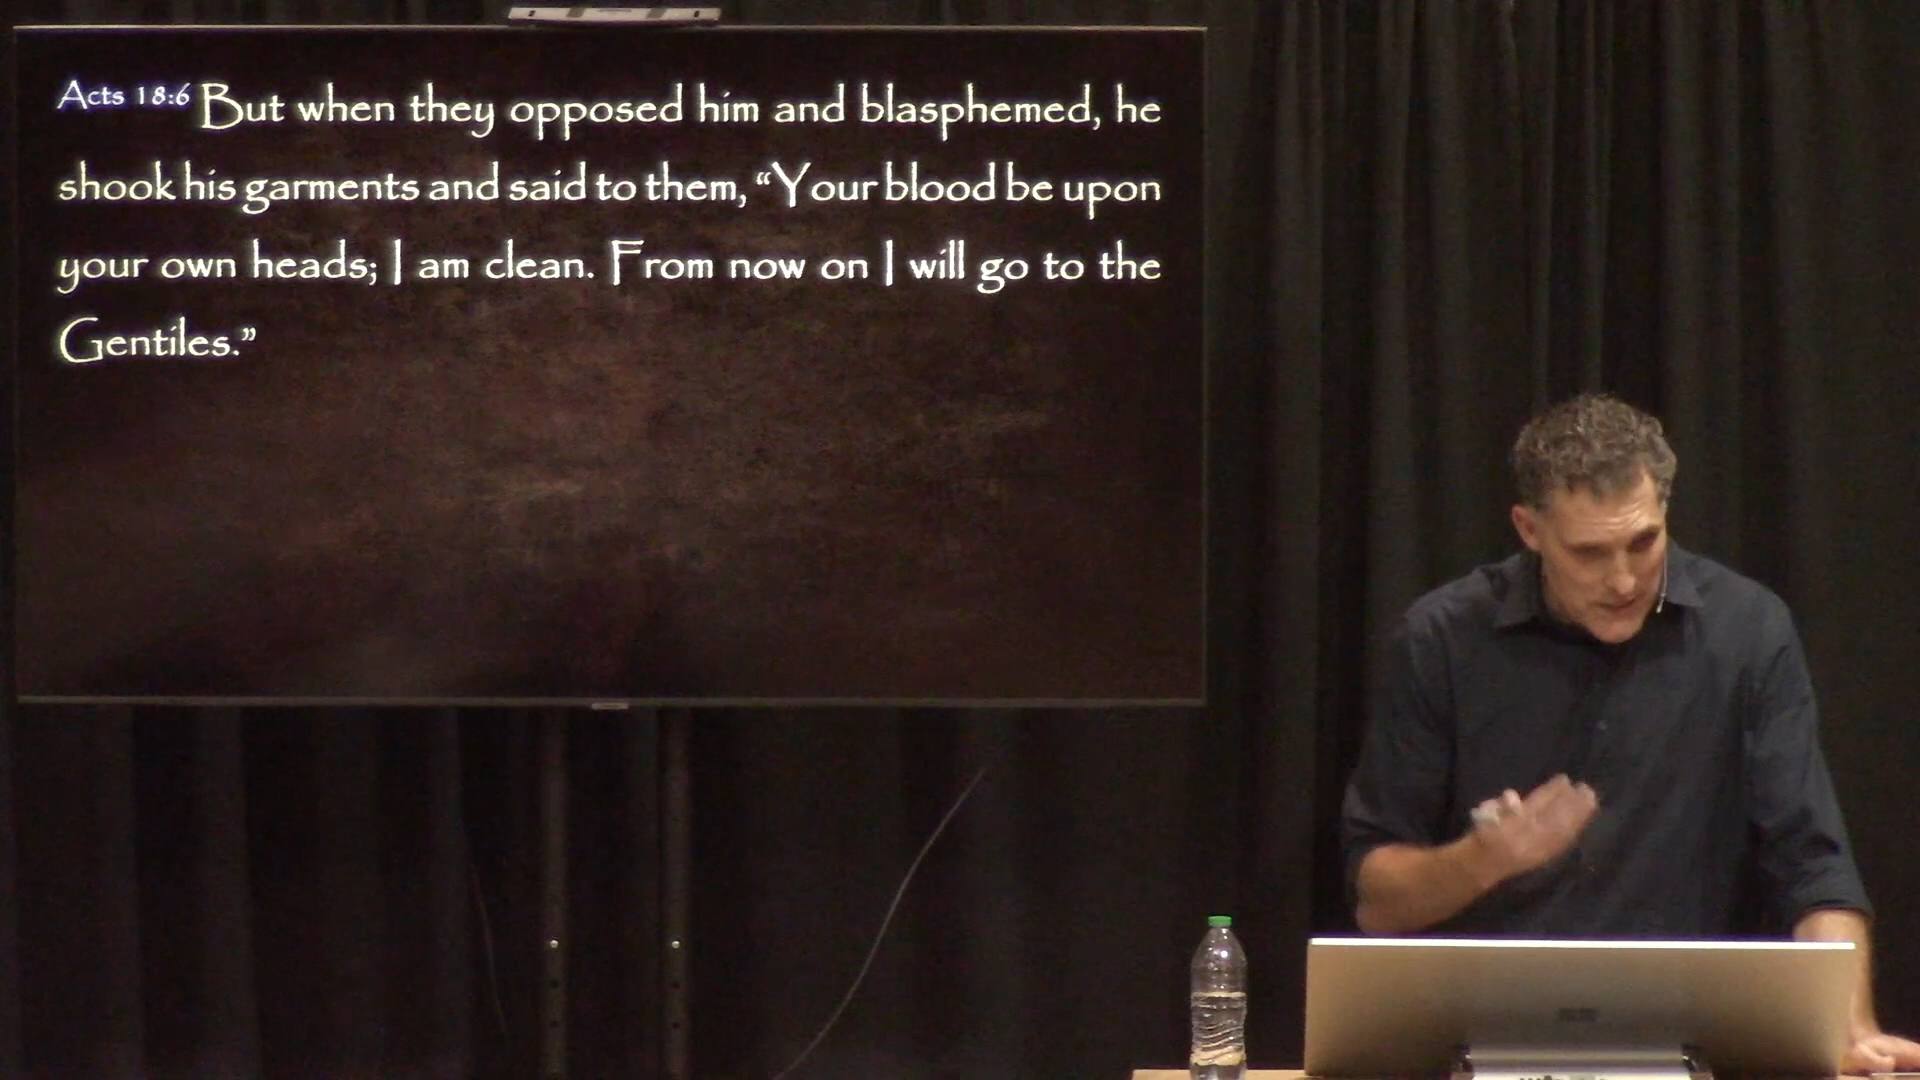 Acts 18:6 But when they opposed him and blasphemed, he
shook his garments and said to them, “Your blood be upon
your own heads; I am clean. From now on I will go to the
Gentiles.”